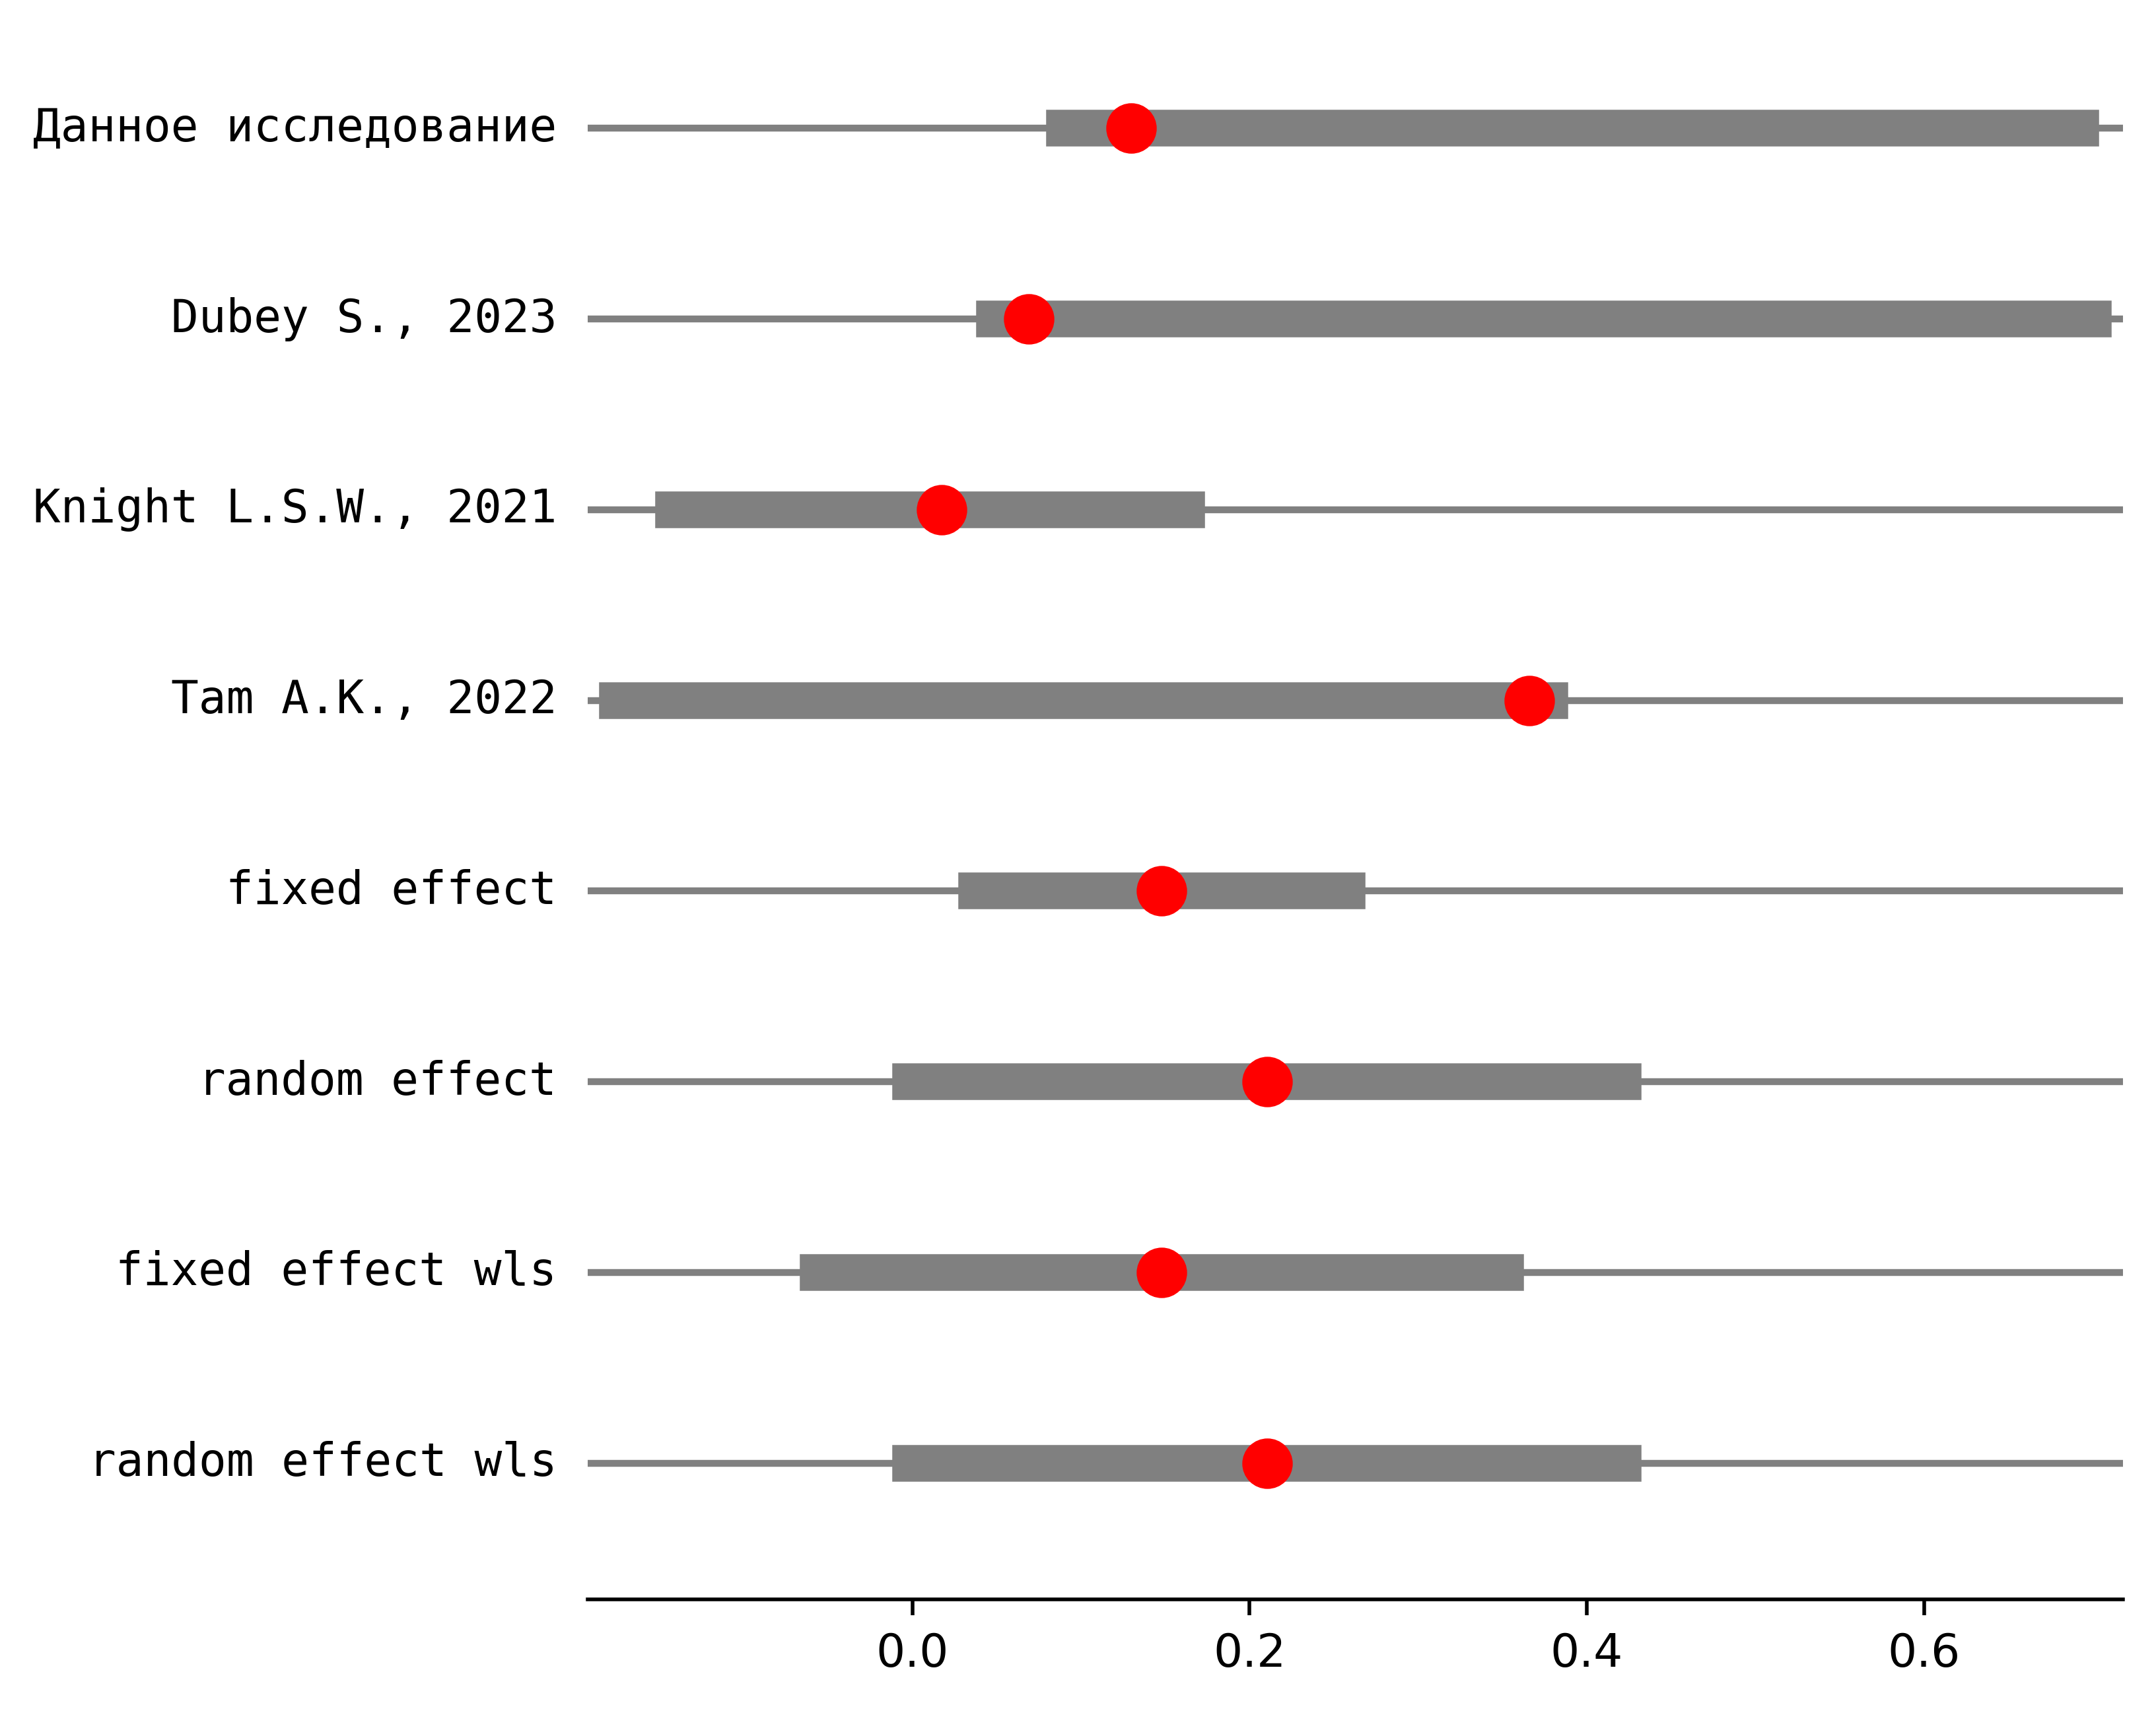 Данное исследование
Dubey S., 2023
Knight L.S.W., 2021
Tam A.K., 2022
fixed effect
random effect
fixed effect wls
random effect wls
0.0 0.2 0.4 0.6